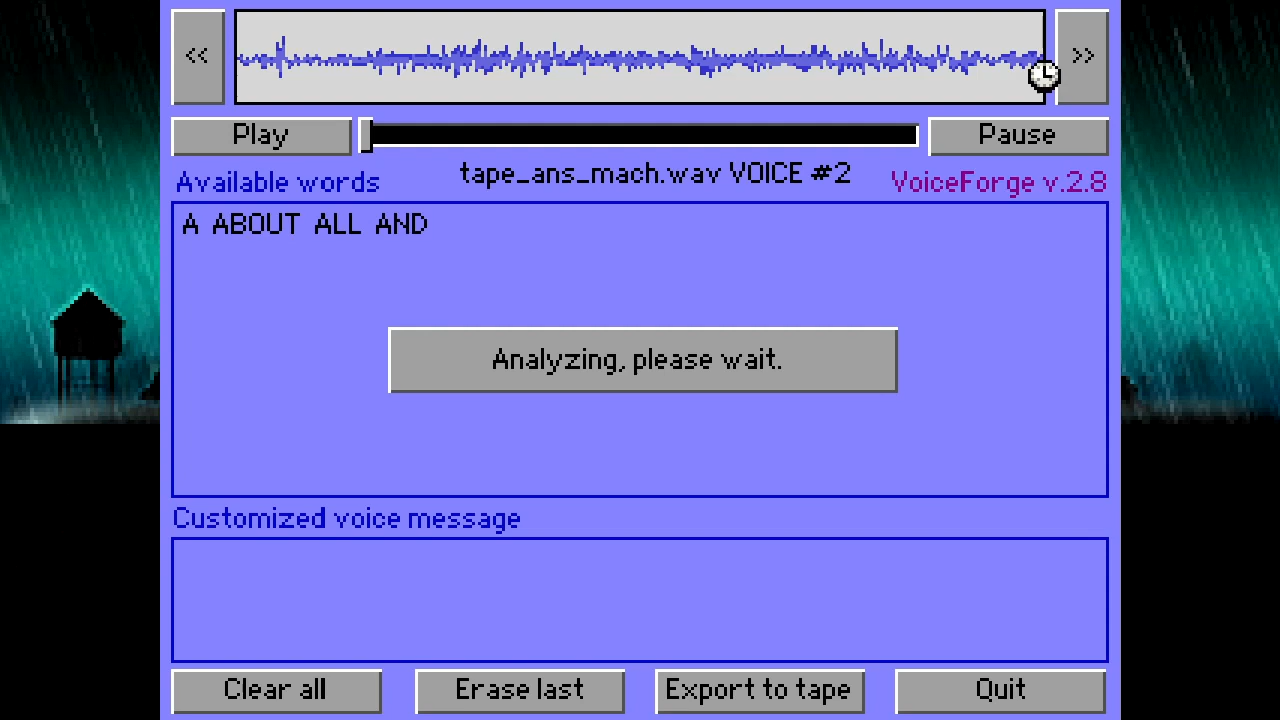 << >>
Play Pause
tape_ans_mach.wav VOICE #2
Available words VoiceForge v.2.8
A ABOUT ALL AND
Analyzing, please wait.
Customized voice message
Clear all Erase last Export to tape Quit